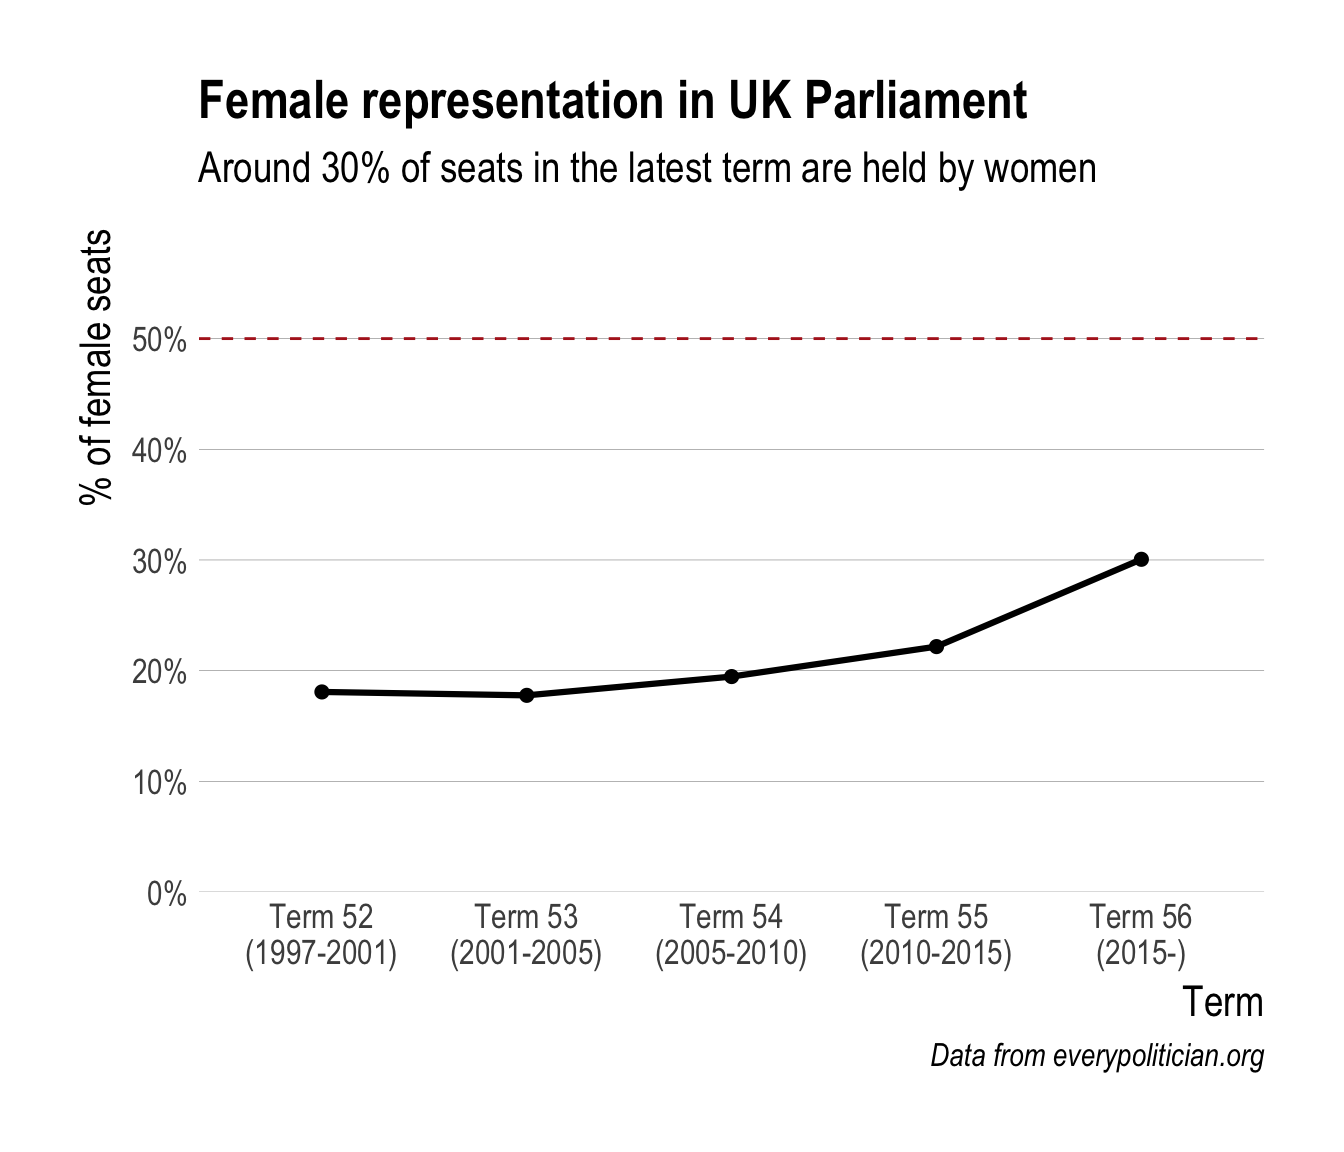 Female representation in UK Parliament
Around 30% of seats in the latest term are held by women
% of female seats
50%
40%
30%
20%
10%
0%
Term 52
(1997-2001)
Term 53
(2001-2005)
Term 54
(2005-2010)
Term 55
(2010-2015)
Term 56
(2015-)
Term
Data from everypolitician.org